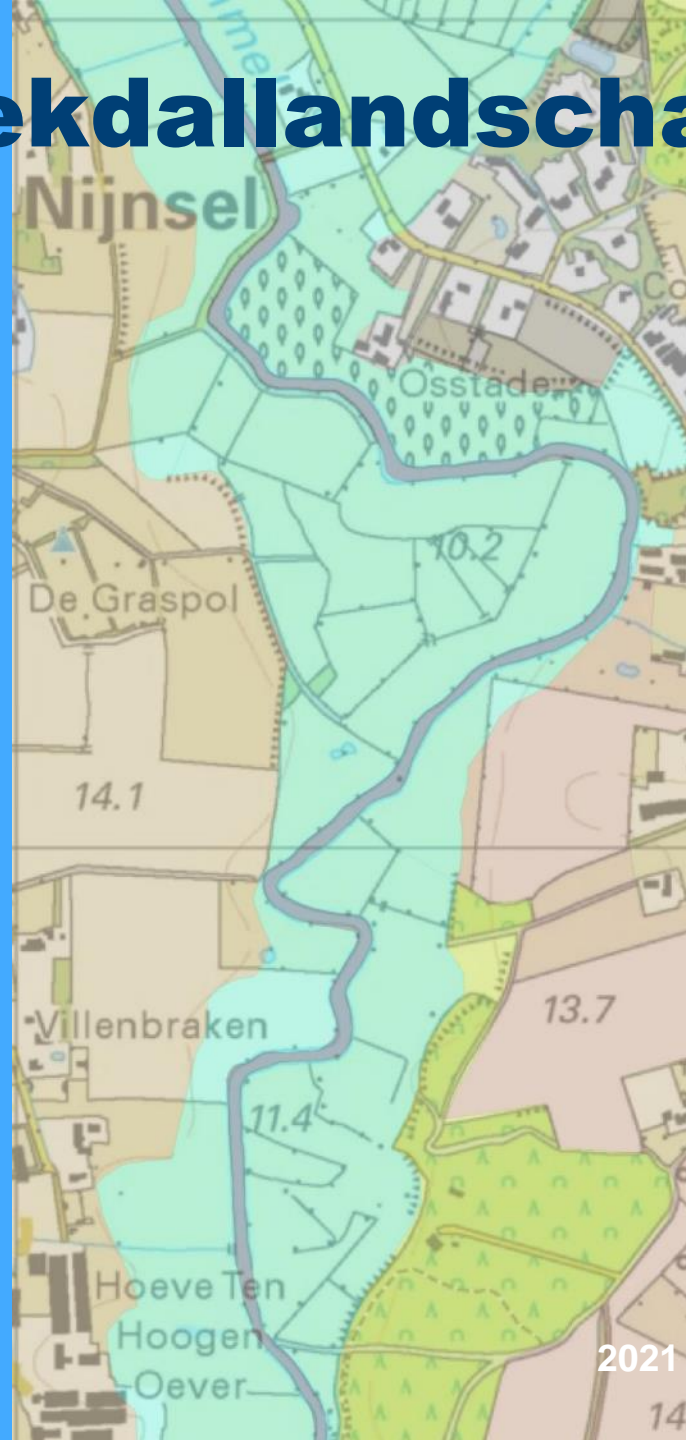 ekdallandscha
Nijnsel
Osstade
10.2
De Graspol
14.1
13.7
Villenbraken
11.4
Hoeve Ten
Hoogen
Oever
2021
14